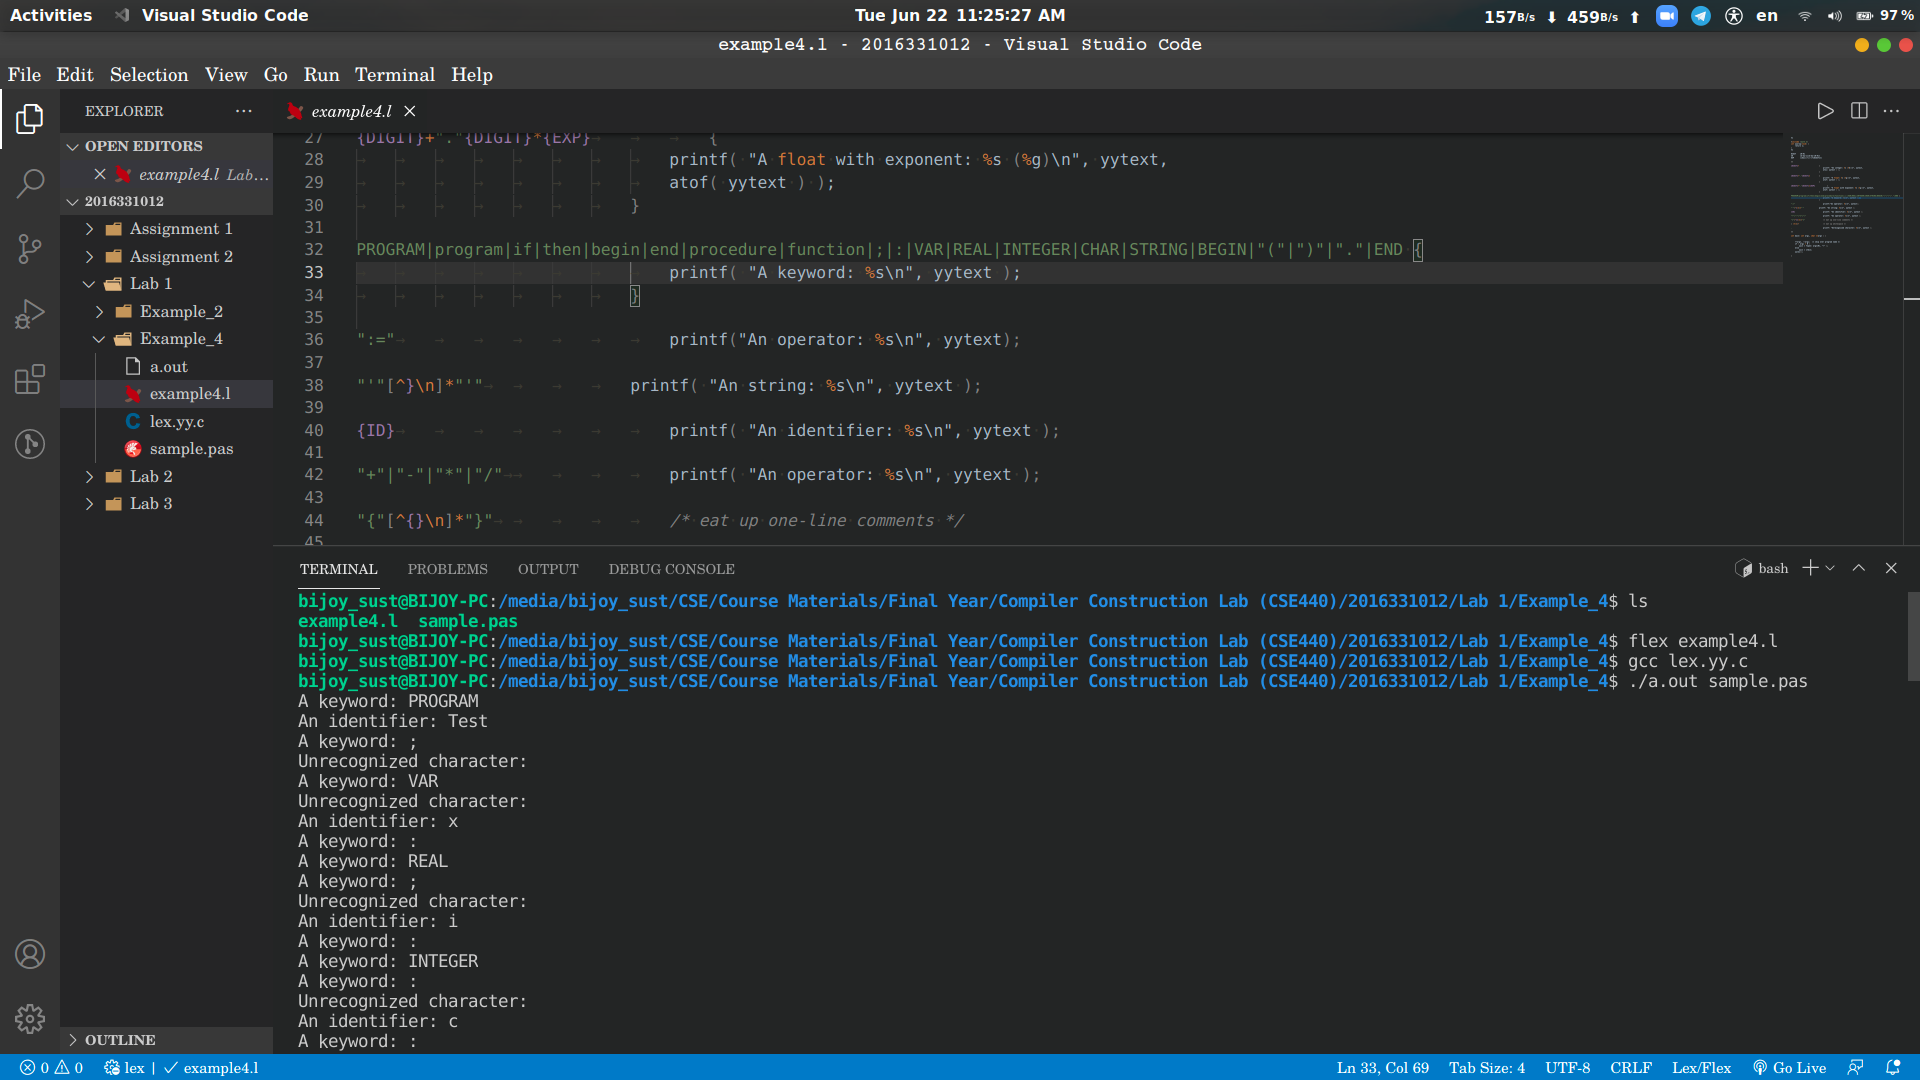 Activities Visual Studio Code Tue Jun 22 11:25:27 AM 157B/s ⬇ 459B/s ⬆ en 97 %
example4.l - 2016331012 - Visual Studio Code
File Edit Selection View Go Run Terminal Help
EXPLORER ···
OPEN EDITORS
example4.l Lab...
2016331012
Assignment 1
Assignment 2
Lab 1
Example_2
Example_4
a.out
example4.l
lex.yy.c
sample.pas
Lab 2
Lab 3
OUTLINE
example4.l
27 {DIGIT}+"."{DIGIT}*{EXP} {
28 printf( "A float with exponent: %s (%g)\n", yytext,
29 atof( yytext ) );
30 }
31
32 PROGRAM|program|if|then|begin|end|procedure|function|;|:|VAR|REAL|INTEGER|CHAR|STRING|BEGIN|"("|")"|"."|END {
33 printf( "A keyword: %s\n", yytext );
34 }
35
36 ":=" printf("An operator: %s\n", yytext);
37
38 "'"[^}\n]*"'" printf( "An string: %s\n", yytext );
39
40 {ID} printf( "An identifier: %s\n", yytext );
41
42 "+"|"-"|"*"|"/" printf( "An operator: %s\n", yytext );
43
44 "{"[^{}\n]*"}" /* eat up one-line comments */
45
TERMINAL PROBLEMS OUTPUT DEBUG CONSOLE bash
bijoy_sust@BIJOY-PC:/media/bijoy_sust/CSE/Course Materials/Final Year/Compiler Construction Lab (CSE440)/2016331012/Lab 1/Example_4$ ls
example4.l sample.pas
bijoy_sust@BIJOY-PC:/media/bijoy_sust/CSE/Course Materials/Final Year/Compiler Construction Lab (CSE440)/2016331012/Lab 1/Example_4$ flex example4.l
bijoy_sust@BIJOY-PC:/media/bijoy_sust/CSE/Course Materials/Final Year/Compiler Construction Lab (CSE440)/2016331012/Lab 1/Example_4$ gcc lex.yy.c
bijoy_sust@BIJOY-PC:/media/bijoy_sust/CSE/Course Materials/Final Year/Compiler Construction Lab (CSE440)/2016331012/Lab 1/Example_4$ ./a.out sample.pas
A keyword: PROGRAM
An identifier: Test
A keyword: ;
Unrecognized character:
A keyword: VAR
Unrecognized character:
An identifier: x
A keyword: :
A keyword: REAL
A keyword: ;
Unrecognized character:
An identifier: i
A keyword: :
A keyword: INTEGER
A keyword: :
Unrecognized character:
An identifier: c
A keyword: :
0 0 lex | example4.l Ln 33, Col 69 Tab Size: 4 UTF-8 CRLF Lex/Flex Go Live